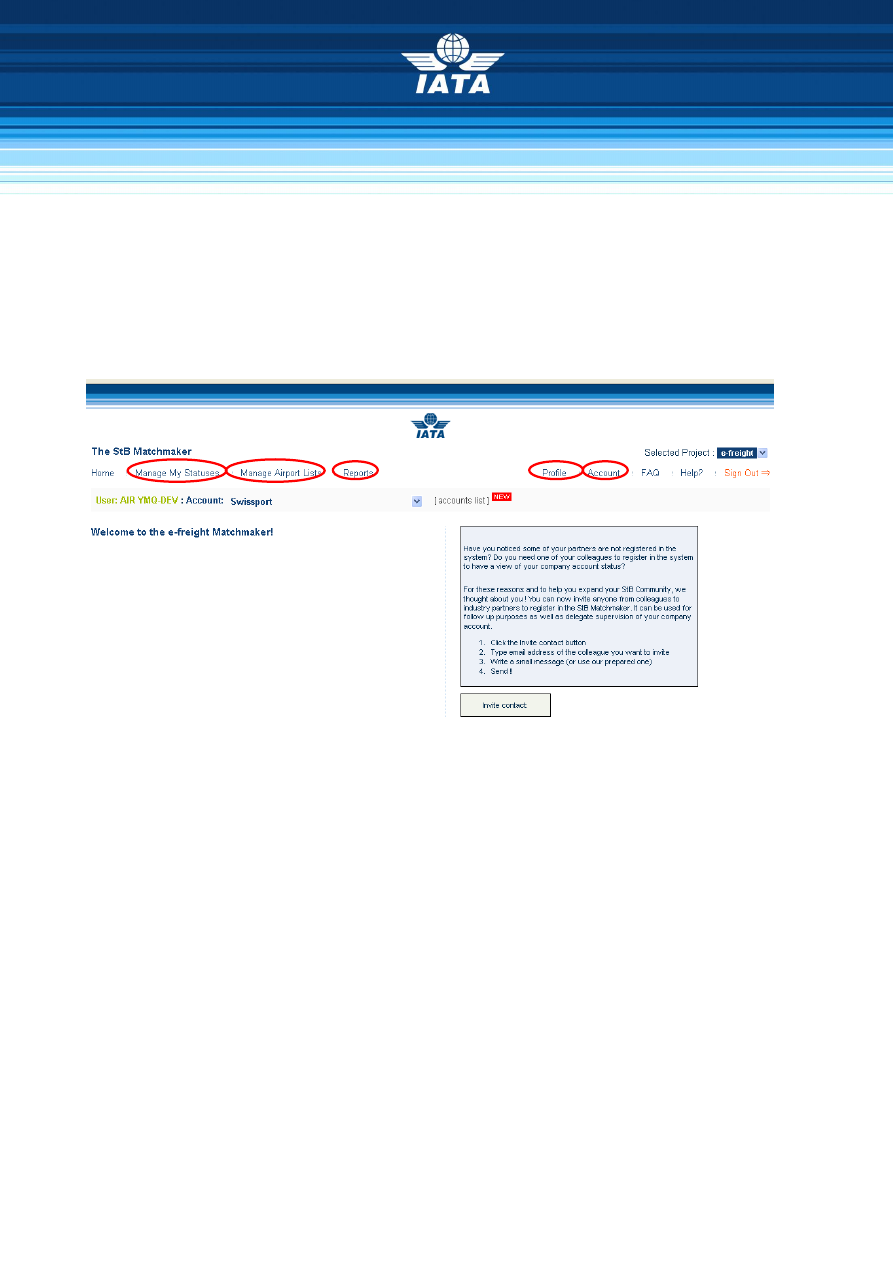 IATA
IATA
The StB Matchmaker
Selected Project : e-freight
Home Manage My Statuses Manage Airport Lists Reports Profile Account FAQ Help? Sign Out ⇒
User: AIR YMQ-DEV : Account: Swissport [ accounts list ] NEW
Welcome to the e-freight Matchmaker!
Have you noticed some of your partners are not registered in the
system? Do you need one of your colleagues to register in the system
to have a view of your company account status?
For these reasons and to help you expand your StB Community, we
thought about you ! You can now invite anyone from colleagues to
industry partners to register in the StB Matchmaker. It can be used for
follow up purposes as well as delegate supervision of your company
account.
1. Click the Invite contact button
2. Type email address of the colleague you want to invite
3. Write a small message (or use our prepared one)
4. Send !!
Invite contact